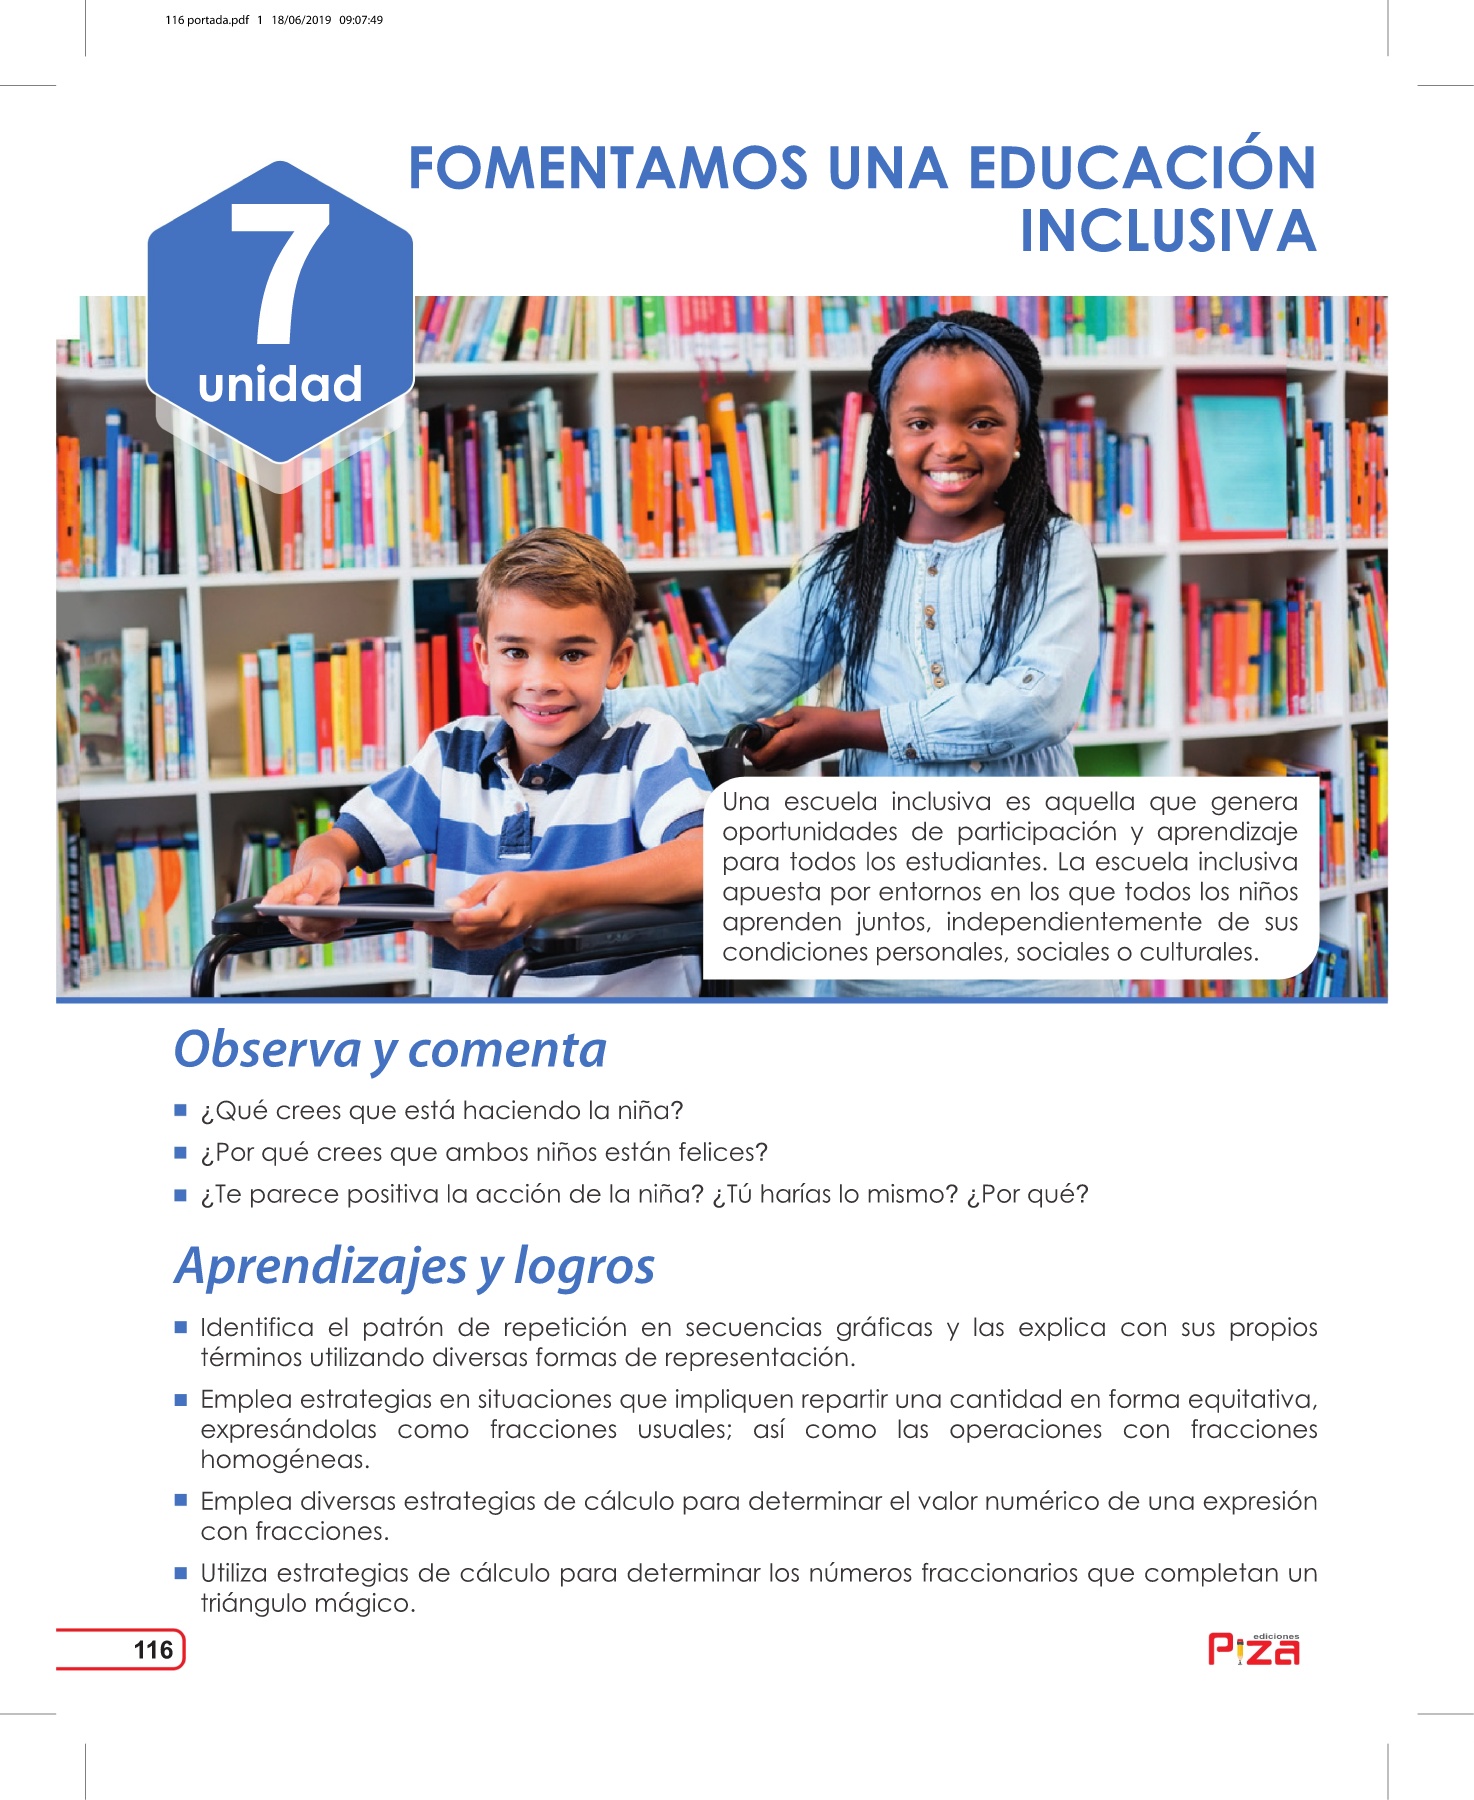 116 portada.pdf 1 18/06/2019 09:07:49
FOMENTAMOS UNA EDUCACIÓN
INCLUSIVA
7
unidad
Una escuela inclusiva es aquella que genera
oportunidades de participación y aprendizaje
para todos los estudiantes. La escuela inclusiva
apuesta por entornos en los que todos los niños
aprenden juntos, independientemente de sus
condiciones personales, sociales o culturales.
Observa y comenta
¿Qué crees que está haciendo la niña?
¿Por qué crees que ambos niños están felices?
¿Te parece positiva la acción de la niña? ¿Tú harías lo mismo? ¿Por qué?
Aprendizajes y logros
Identifica el patrón de repetición en secuencias gráficas y las explica con sus propios
términos utilizando diversas formas de representación.
Emplea estrategias en situaciones que impliquen repartir una cantidad en forma equitativa,
expresándolas como fracciones usuales; así como las operaciones con fracciones
homogéneas.
Emplea diversas estrategias de cálculo para determinar el valor numérico de una expresión
con fracciones.
Utiliza estrategias de cálculo para determinar los números fraccionarios que completan un
triángulo mágico.
116
ediciones
Piza